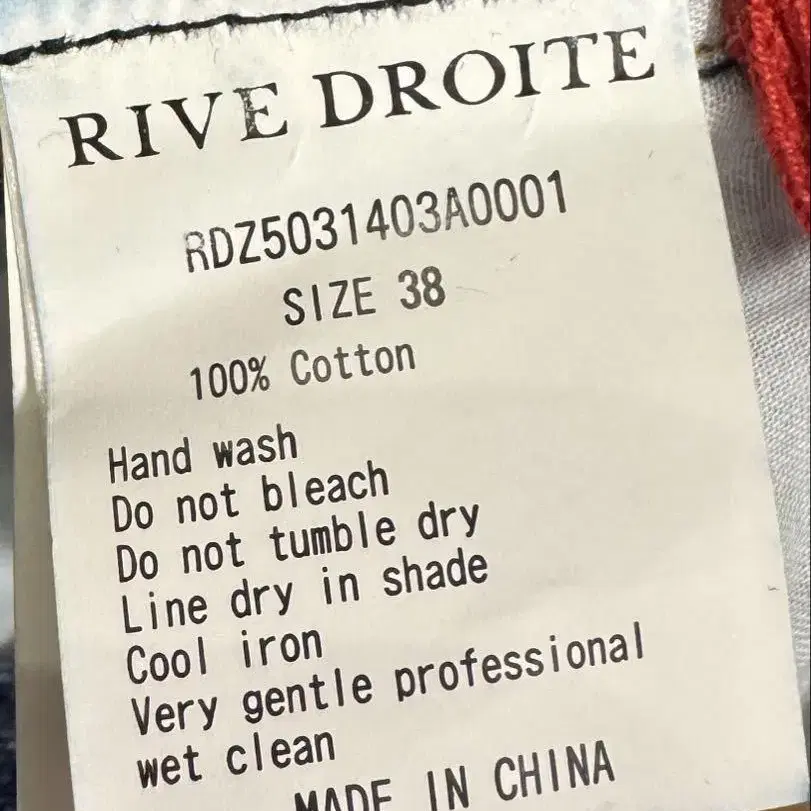 RIVE DROITE
RDZ5031403A0001
SIZE 38
100% Cotton
Hand wash
Do not bleach
Do not tumble dry
Line dry in shade
Cool iron
Very gentle professional
wet clean
MADE IN CHINA